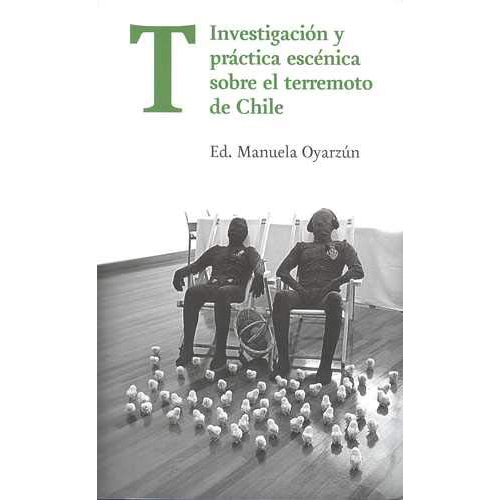 T
Investigación y
práctica escénica
sobre el terremoto
de Chile
Ed. Manuela Oyarzún